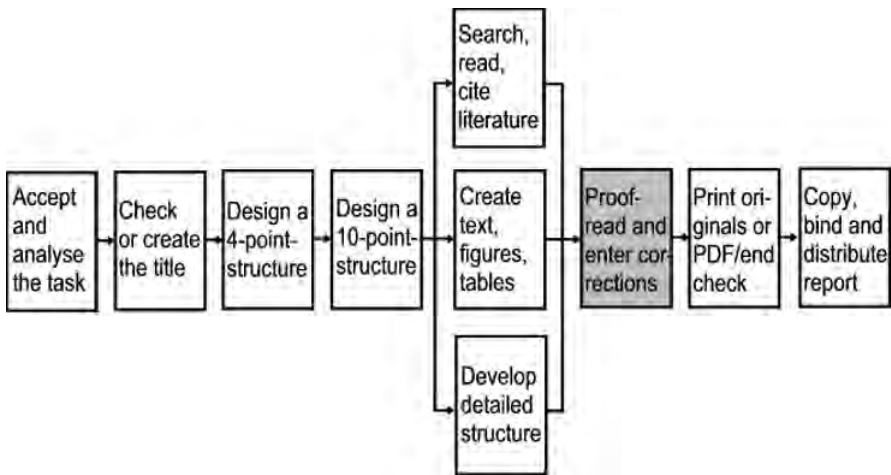 Accept
and
analyse
the task
Check
or create
the title
Design a
4-point-
structure
Design a
10-point-
structure
Search,
read,
cite
literature
Create
text,
figures,
tables
Develop
detailed
structure
Proof-
read and
enter cor-
rections
Print ori-
ginals or
PDF/end
check
Copy,
bind and
distribute
report